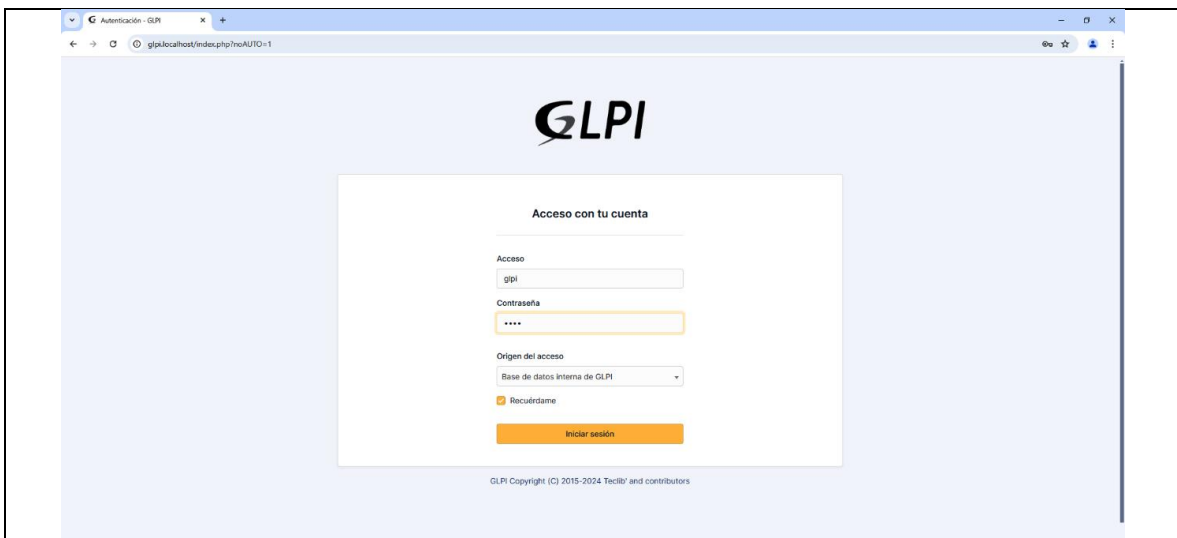 Autenticación - GLPI
glpi.localhost/index.php?noAUTO=1
GLPI
Acceso con tu cuenta
Acceso
glpi
Contraseña
••••
Origen del acceso
Base de datos interna de GLPI
Recuérdame
Iniciar sesión
GLPI Copyright (C) 2015-2024 Teclib' and contributors